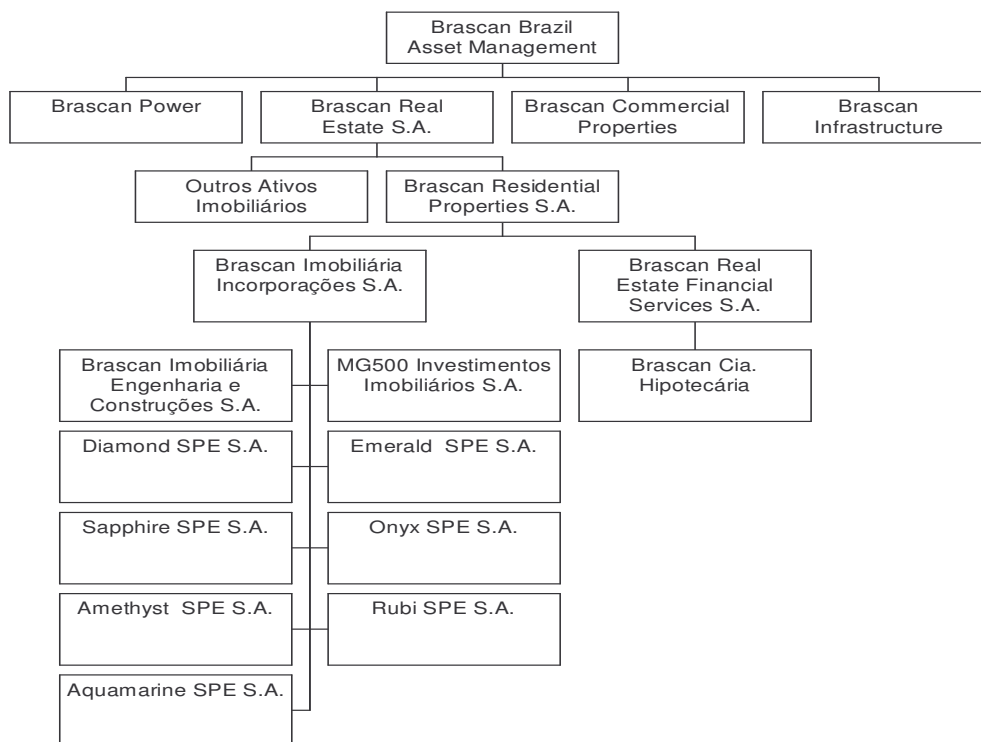 Brascan Brazil
Asset Management
Brascan Power
Brascan Real
Estate S.A.
Brascan Commercial
Properties
Brascan
Infrastructure
Outros Ativos
Imobiliários
Brascan Residential
Properties S.A.
Brascan Imobiliária
Incorporações S.A.
Brascan Real
Estate Financial
Services S.A.
Brascan Imobiliária
Engenharia e
Construções S.A.
MG500 Investimentos
Imobiliários S.A.
Brascan Cia.
Hipotecária
Diamond SPE S.A.
Emerald  SPE S.A.
Sapphire SPE S.A.
Onyx SPE S.A.
Amethyst  SPE S.A.
Rubi SPE S.A.
Aquamarine SPE S.A.